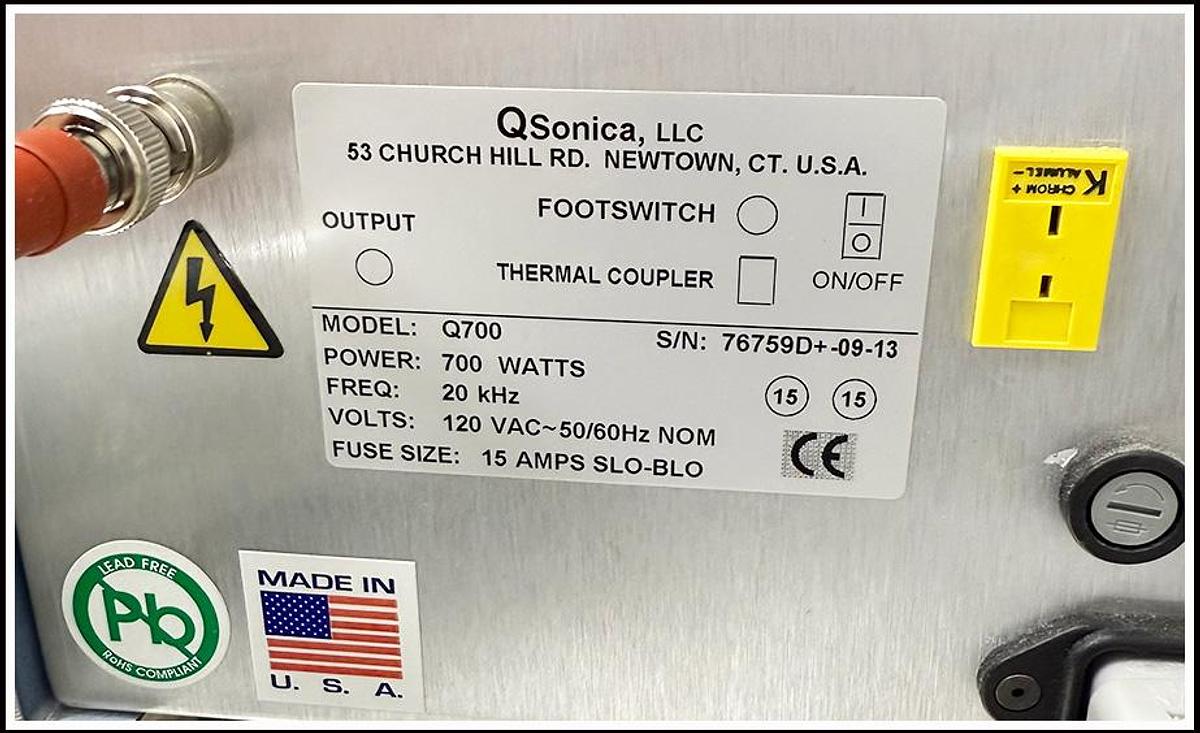 QSonica, LLC
53 CHURCH HILL RD. NEWTOWN, CT. U.S.A.
OUTPUT
FOOTSWITCH
I
O
THERMAL COUPLER
ON/OFF
MODEL: Q700
S/N: 76759D+-09-13
POWER: 700 WATTS
FREQ: 20 kHz
15 15
VOLTS: 120 VAC~50/60Hz NOM
FUSE SIZE: 15 AMPS SLO-BLO
CE
K
CHROM +
ALUMEL -
LEAD FREE
Pb
RoHS COMPLIANT
MADE IN
U. S. A.